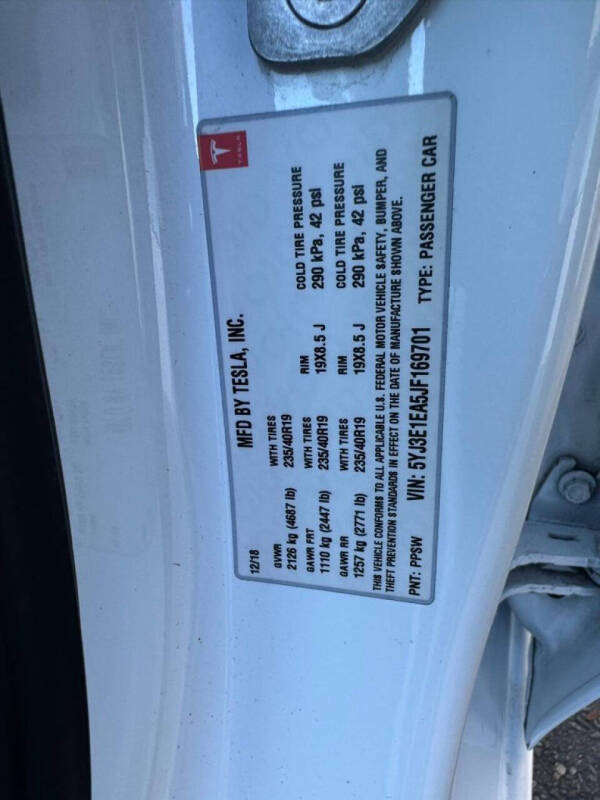 TESLA
MFD BY TESLA, INC.
12/18
GVWR WITH TIRES
2126 kg (4687 lb) 235/40R19
GAWR FRT WITH TIRES RIM COLD TIRE PRESSURE
1110 kg (2447 lb) 235/40R19 19X8.5 J 290 kPa, 42 psi
GAWR RR WITH TIRES RIM COLD TIRE PRESSURE
1257 kg (2771 lb) 235/40R19 19X8.5 J 290 kPa, 42 psi
THIS VEHICLE CONFORMS TO ALL APPLICABLE U.S. FEDERAL MOTOR VEHICLE SAFETY, BUMPER, AND
THEFT PREVENTION STANDARDS IN EFFECT ON THE DATE OF MANUFACTURE SHOWN ABOVE.
PNT: PPSW VIN: 5YJ3E1EA5JF169701 TYPE: PASSENGER CAR